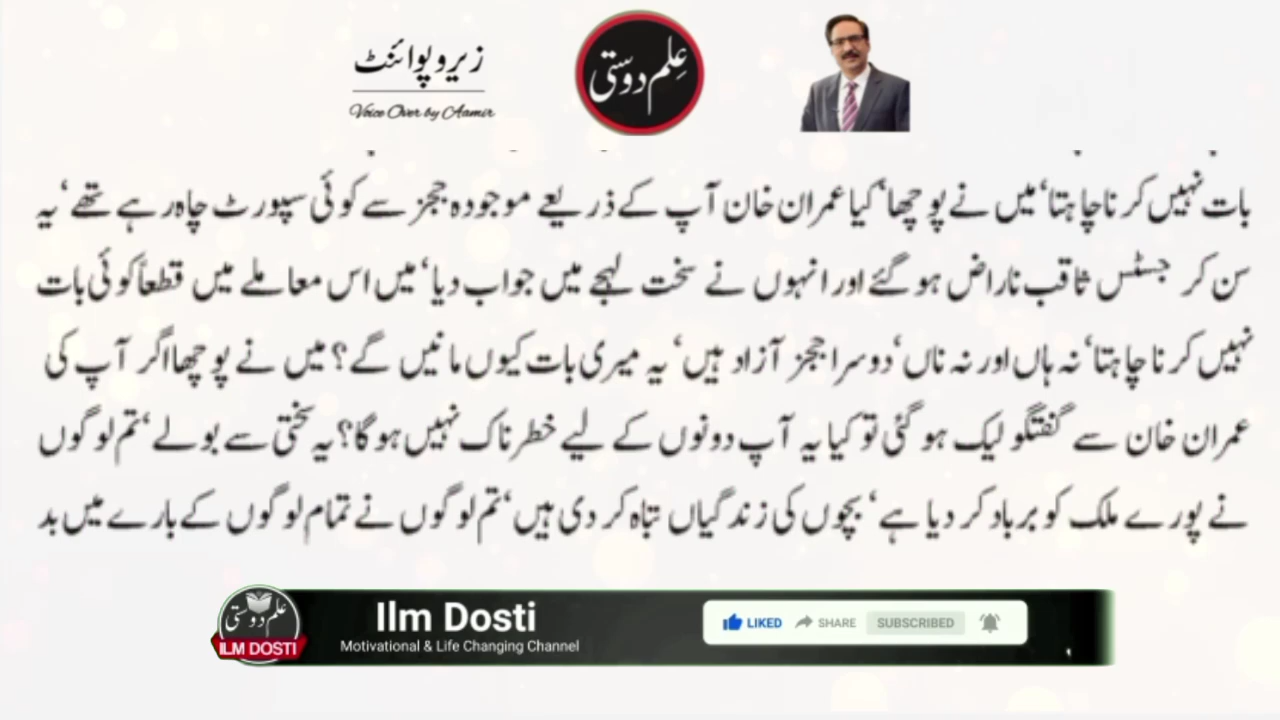 زیرو پوائنٹ
Voice Over by Aamir
علم دوستی
بات نہیں کرنا چاہتا‘ میں نے پوچھا‘ کیا عمران خان آپ کے ذریعے موجودہ ججز سے کوئی سپورٹ چاہ رہے تھے‘ یہ
سن کر جسٹس ثاقب ناراض ہو گئے اور انہوں نے سخت لہجے میں جواب دیا‘ میں اس معاملے میں قطعاً کوئی بات
نہیں کرنا چاہتا‘ نہ ہاں اور نہ ناں‘ دوسرا ججز آزاد ہیں‘ یہ میری بات کیوں مانیں گے؟ میں نے پوچھا اگر آپ کی
عمران خان سے گفتگو لیک ہو گئی تو کیا یہ آپ دونوں کے لیے خطرناک نہیں ہوگا؟ یہ سختی سے بولے‘ تم لوگوں
نے پورے ملک کو برباد کر دیا ہے‘ بچوں کی زندگیاں تباہ کر دی ہیں‘ تم لوگوں نے تمام لوگوں کے بارے میں بد
علم دوستی
ILM DOSTI
Ilm Dosti
Motivational & Life Changing Channel
LIKED SHARE SUBSCRIBED